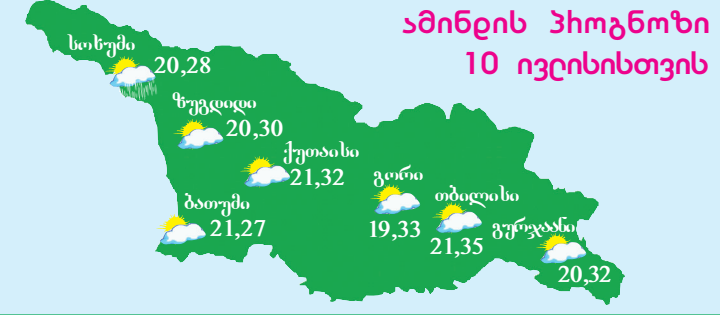 ამინდის პროგნოზი
10 ივლისისთვის
სოხუმი
20,28
ზუგდიდი
20,30
ქუთაისი
21,32
გორი
19,33
თბილისი
21,35
ბათუმი
21,27
გურჯაანი
20,32